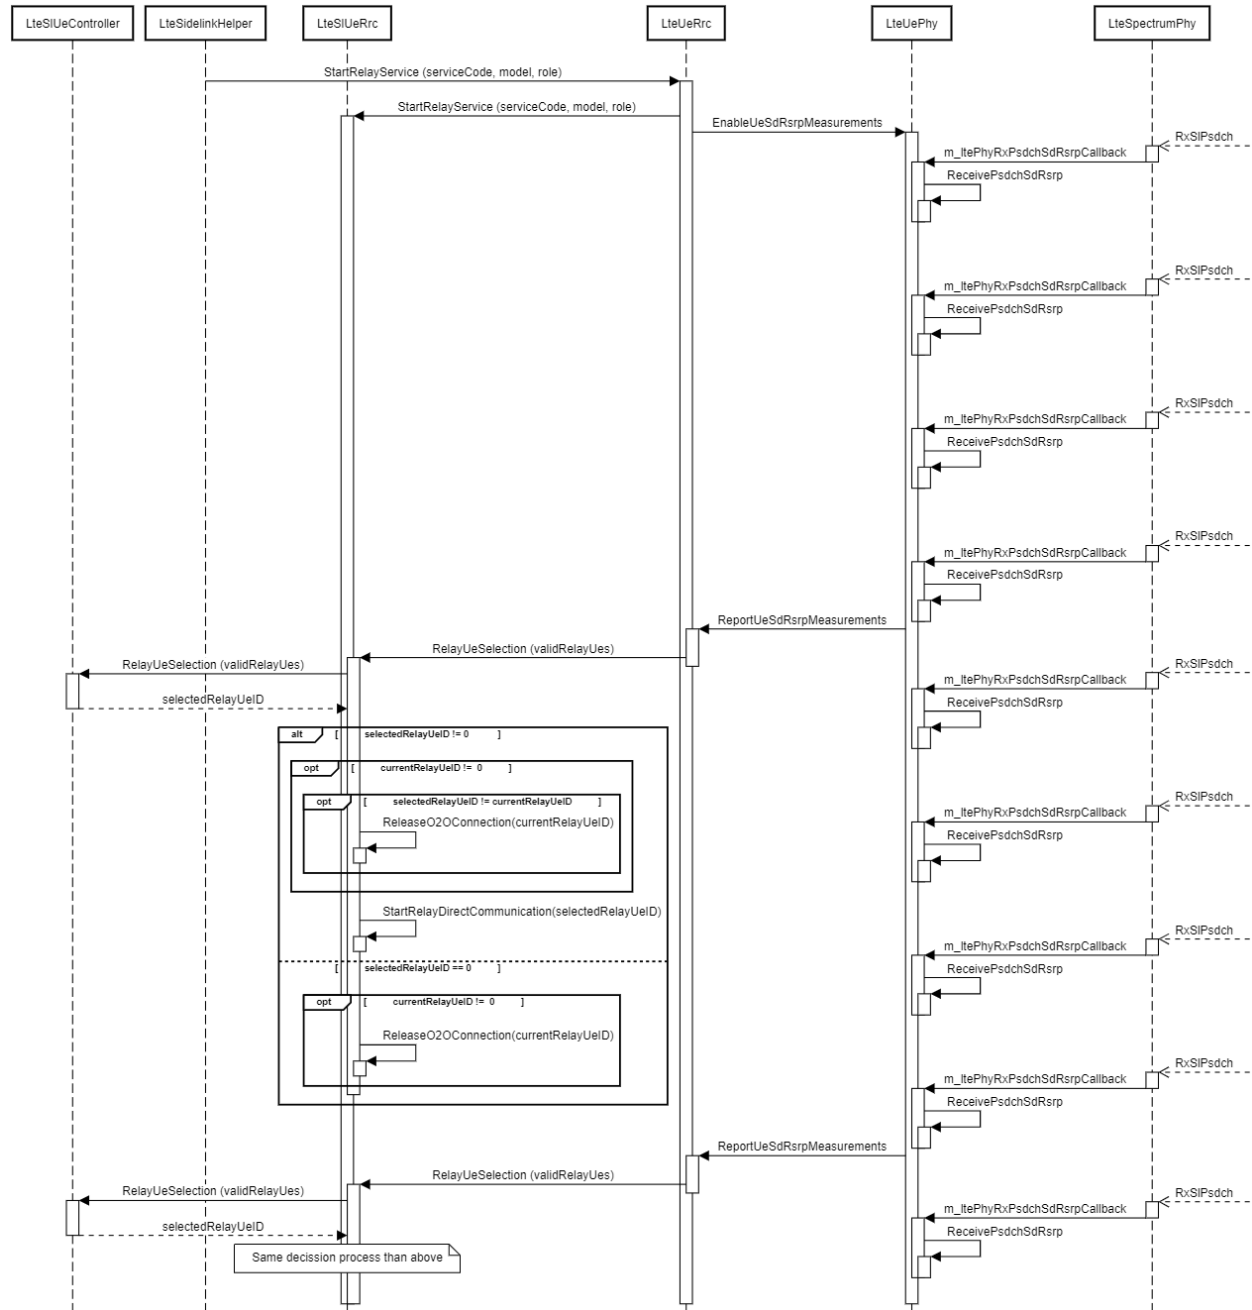 LteSlUeController
LteSidelinkHelper
LteSlUeRrc
LteUeRrc
LteUePhy
LteSpectrumPhy
StartRelayService (serviceCode, model, role)
StartRelayService (serviceCode, model, role)
EnableUeSdRsrpMeasurements
RxSlPsdch
m_ltePhyRxPsdchSdRsrpCallback
ReceivePsdchSdRsrp
RxSlPsdch
m_ltePhyRxPsdchSdRsrpCallback
ReceivePsdchSdRsrp
RxSlPsdch
m_ltePhyRxPsdchSdRsrpCallback
ReceivePsdchSdRsrp
RxSlPsdch
m_ltePhyRxPsdchSdRsrpCallback
ReceivePsdchSdRsrp
ReportUeSdRsrpMeasurements
RelayUeSelection (validRelayUes)
RelayUeSelection (validRelayUes)
RxSlPsdch
m_ltePhyRxPsdchSdRsrpCallback
selectedRelayUeID
ReceivePsdchSdRsrp
alt [ selectedRelayUeID != 0 ]
opt [ currentRelayUeID != 0 ]
opt [ selectedRelayUeID != currentRelayUeID ]
RxSlPsdch
m_ltePhyRxPsdchSdRsrpCallback
ReleaseO2OConnection(currentRelayUeID)
ReceivePsdchSdRsrp
StartRelayDirectCommunication(selectedRelayUeID)
RxSlPsdch
m_ltePhyRxPsdchSdRsrpCallback
[ selectedRelayUeID == 0 ]
ReceivePsdchSdRsrp
opt [ currentRelayUeID != 0 ]
ReleaseO2OConnection(currentRelayUeID)
RxSlPsdch
m_ltePhyRxPsdchSdRsrpCallback
ReceivePsdchSdRsrp
ReportUeSdRsrpMeasurements
RelayUeSelection (validRelayUes)
RelayUeSelection (validRelayUes)
RxSlPsdch
m_ltePhyRxPsdchSdRsrpCallback
selectedRelayUeID
ReceivePsdchSdRsrp
Same decission process than above